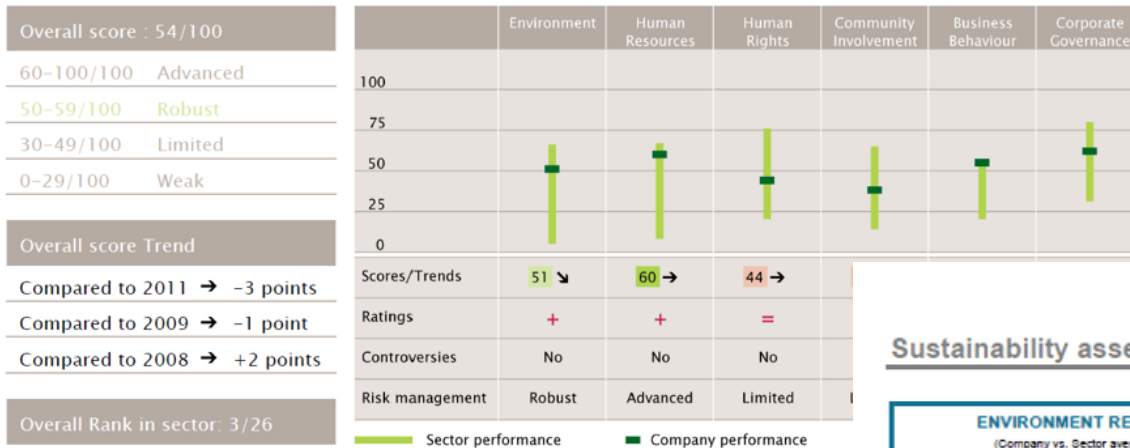 Overall score : 54/100
60-100/100 Advanced
50-59/100 Robust
30-49/100 Limited
0-29/100 Weak
Overall score Trend
Compared to 2011 → -3 points
Compared to 2009 → -1 point
Compared to 2008 → +2 points
Overall Rank in sector: 3/26
Environment Human Resources Human Rights Community Involvement Business Behaviour Corporate Governance
100
75
50
25
0
Scores/Trends 51 ↘ 60 → 44 →
Ratings + + =
Controversies No No No
Risk management Robust Advanced Limited
Sector performance Company performance
Sustainability asse
ENVIRONMENT RE
(Company vs. Sector ave